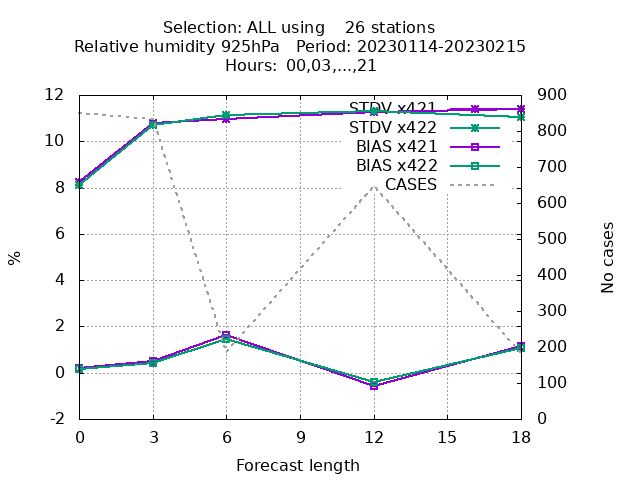 Selection: ALL using    26 stations
Relative humidity 925hPa   Period: 20230114-20230215
Hours: 00,03,...,21
STDV x421
STDV x422
BIAS x421
BIAS x422
CASES
12
10
8
6
4
2
0
-2
%
900
800
700
600
500
400
300
200
100
0
No cases
0 3 6 9 12 15 18
Forecast length